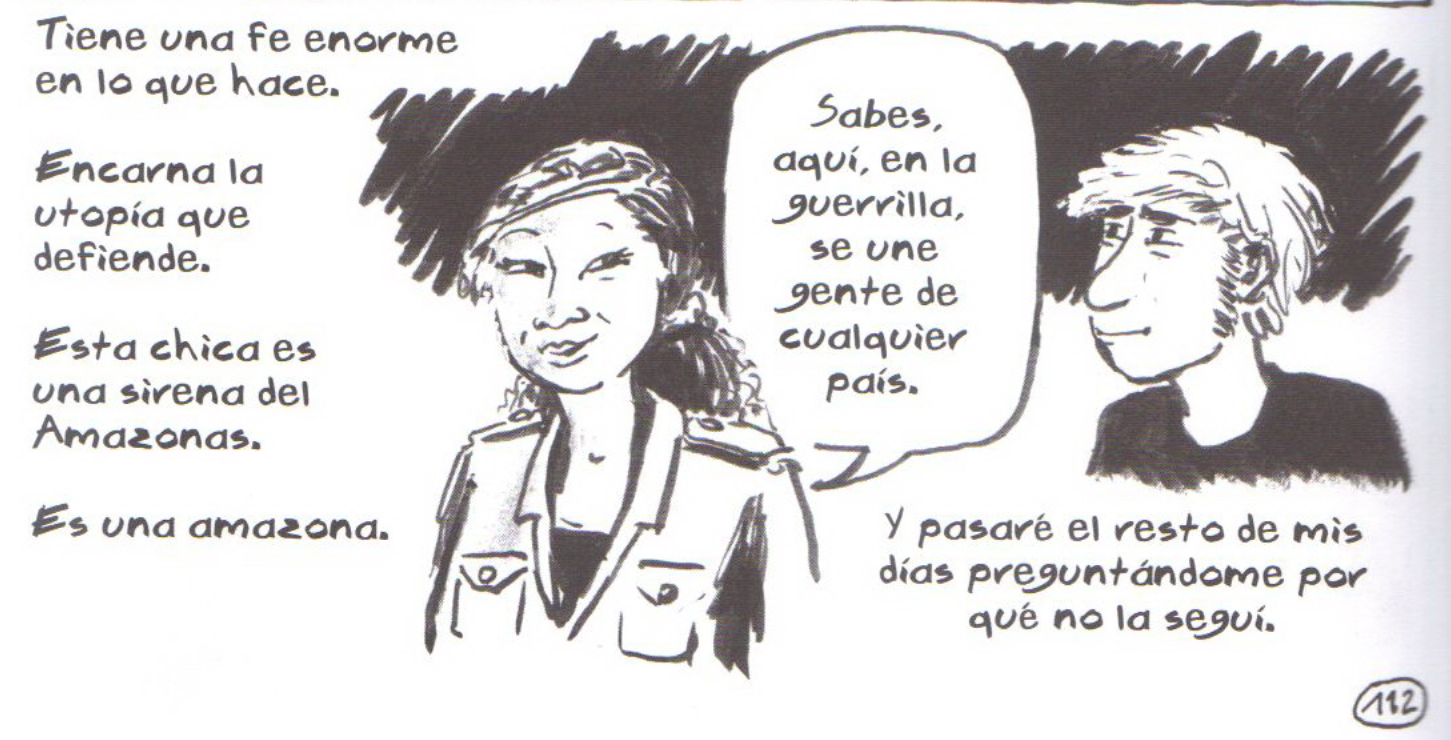 Tiene una fe enorme
en lo que hace.
Encarna la
utopía que
defiende.
Esta chica es
una sirena del
Amazonas.
Es una amazona.
Sabes,
aquí, en la
guerrilla,
se une
gente de
cualquier
país.
Y pasaré el resto de mis
días preguntándome por
qué no la seguí.
112